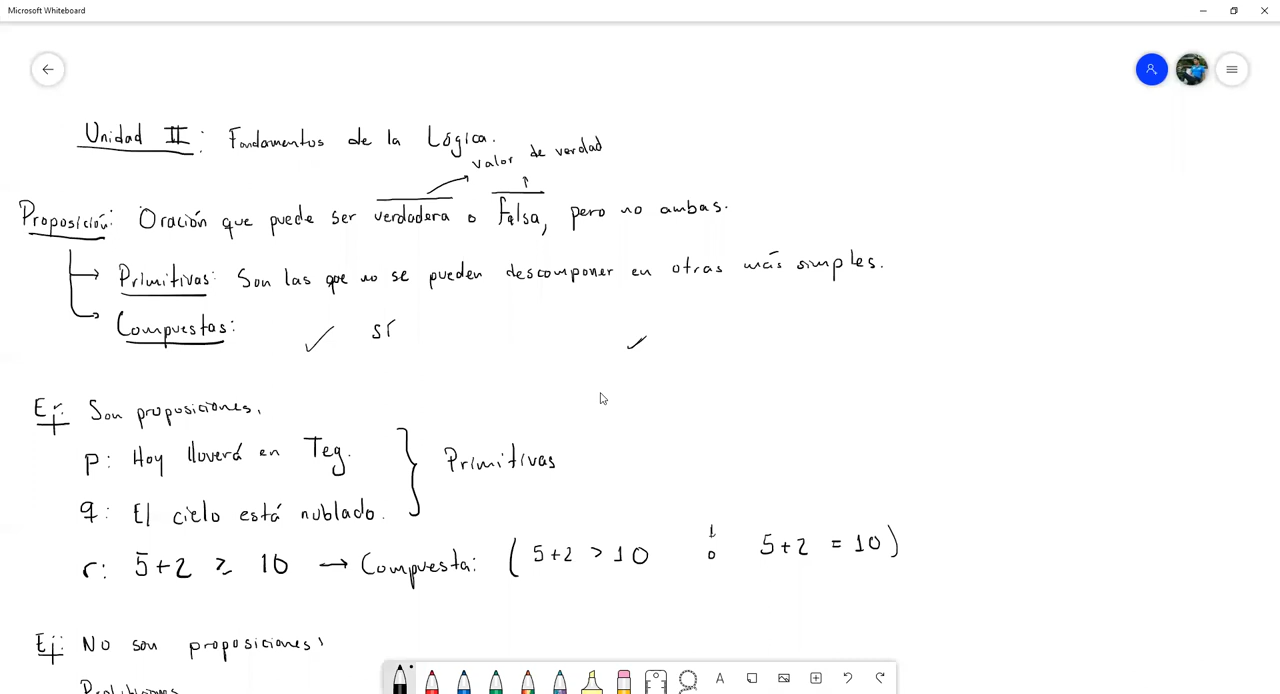 Microsoft Whiteboard
Unidad II: Fundamentos de la Lógica.
valor de verdad
Proposición: Oración que puede ser verdadera o falsa, pero no ambas.
Primitivas: Son las que no se pueden descomponer en otras más simples.
Compuestas: sí
Ej: Son proposiciones.
p: Hoy lloverá en Teg.
q: El cielo está nublado.
Primitivas
r: 5+2 ≥ 10 → Compuesta: (5+2 > 10 o 5+2 = 10)
Ej: No son proposiciones: